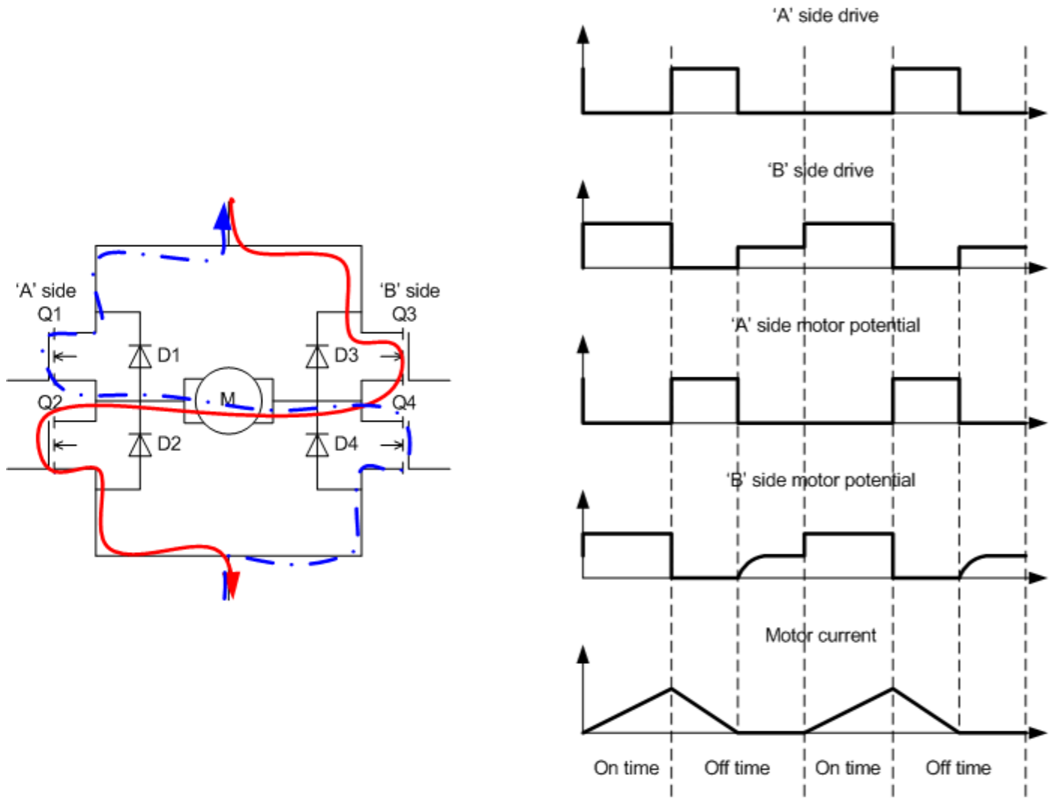 'A' side
Q1
Q2
D1
D2
M
'B' side
Q3
Q4
D3
D4
'A' side drive
'B' side drive
'A' side motor potential
'B' side motor potential
Motor current
On time
Off time
On time
Off time